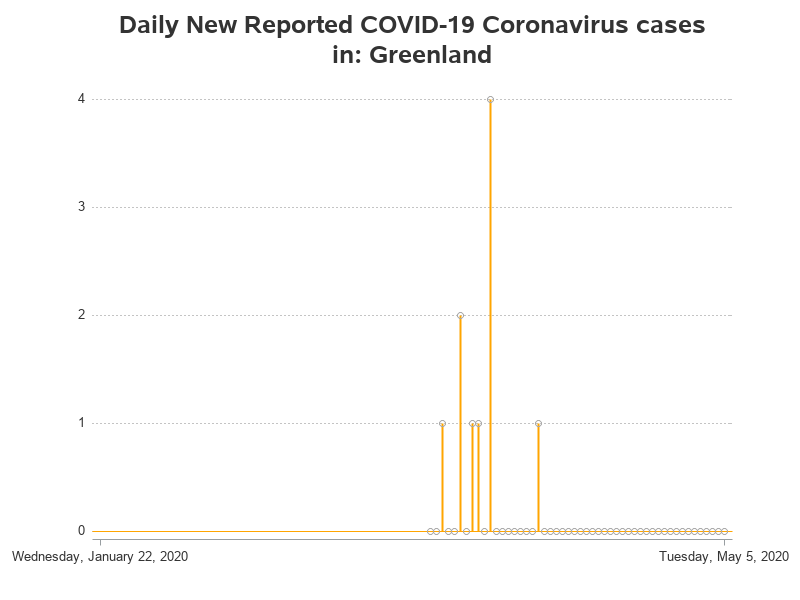 Daily New Reported COVID-19 Coronavirus cases
in: Greenland
4
3
2
1
0
Wednesday, January 22, 2020
Tuesday, May 5, 2020